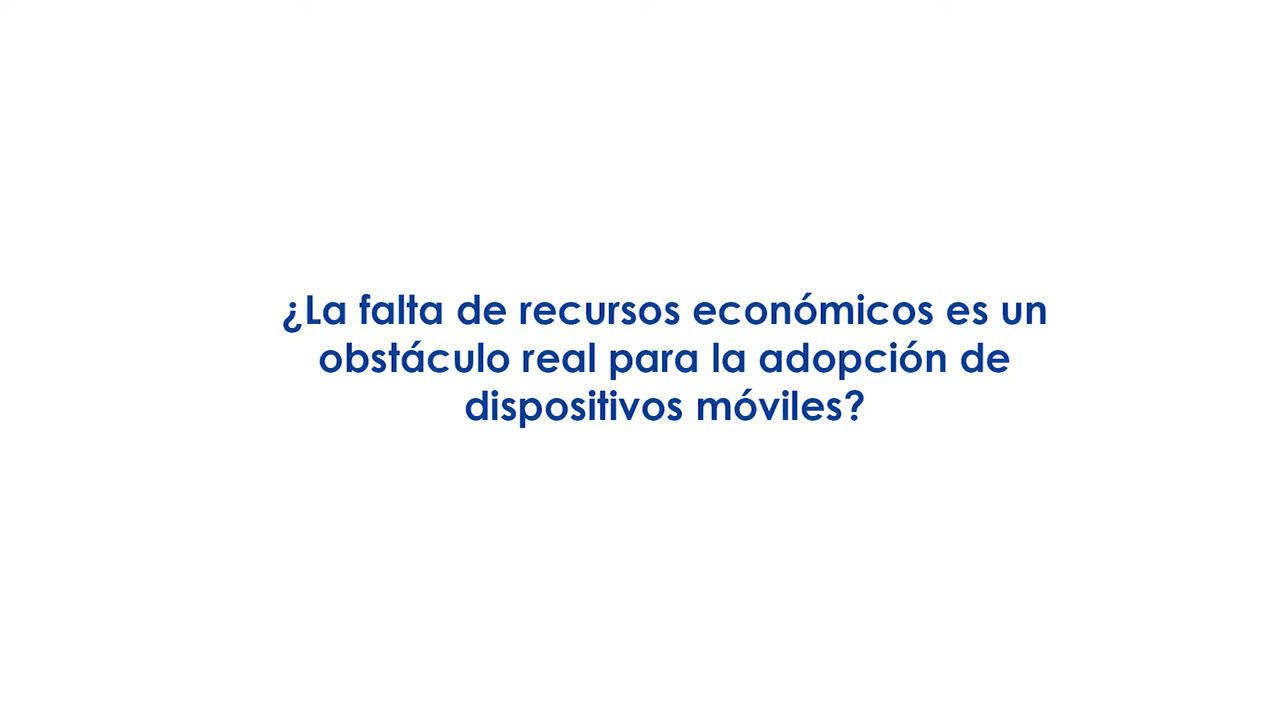 ¿La falta de recursos económicos es un
obstáculo real para la adopción de
dispositivos móviles?